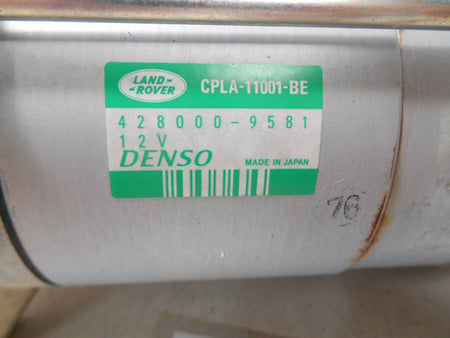 LAND-
-ROVER
CPLA-11001-BE
428000-9581
12V
DENSO
MADE IN JAPAN
76